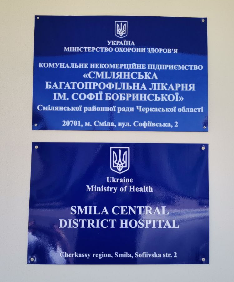 УКРАЇНА
МІНІСТЕРСТВО ОХОРОНИ ЗДОРОВ'Я
КОМУНАЛЬНЕ НЕКОМЕРЦІЙНЕ ПІДПРИЄМСТВО
«СМІЛЯНСЬКА
БАГАТОПРОФІЛЬНА ЛІКАРНЯ
ІМ. СОФІЇ БОБРИНСЬКОЇ»
Смілянської районної ради Черкаської області
20701, м. Сміла, вул. Софіївська, 2
Ukraine
Ministry of Health
SMILA CENTRAL
DISTRICT HOSPITAL
Cherkassy region, Smila, Sofiivska str. 2